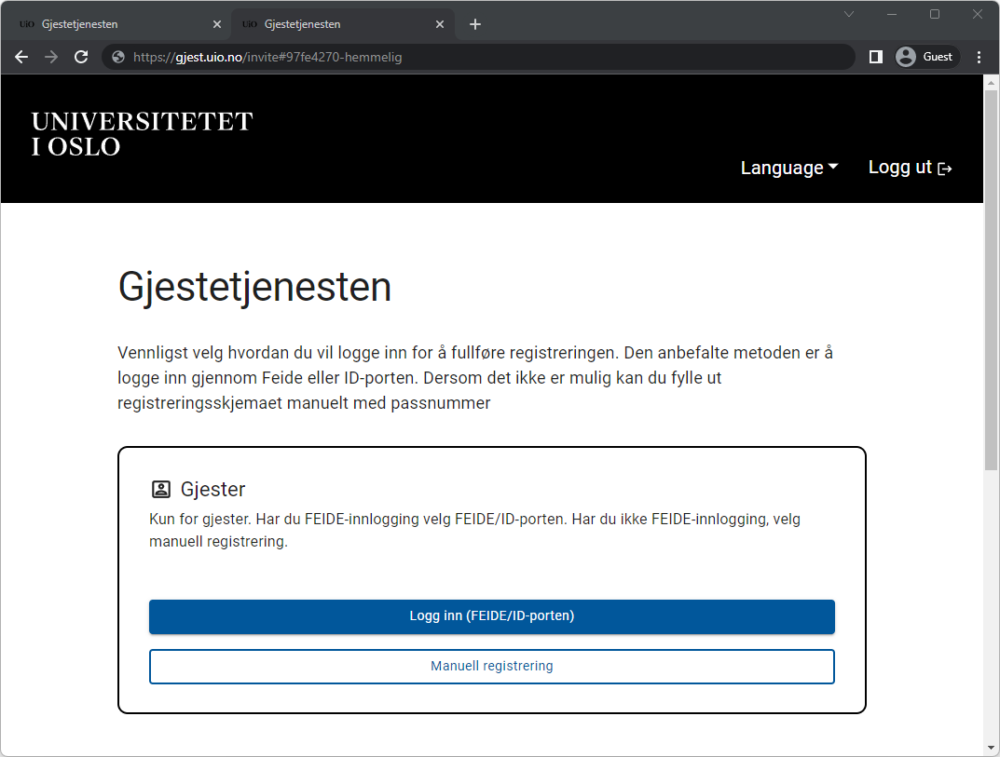 UiO Gjestetjenesten
UiO Gjestetjenesten
https://gjest.uio.no/invite#97fe4270-hemmelig
Guest
UNIVERSITETET
I OSLO
Language
Logg ut
Gjestetjenesten
Vennligst velg hvordan du vil logge inn for å fullføre registreringen. Den anbefalte metoden er å
logge inn gjennom Feide eller ID-porten. Dersom det ikke er mulig kan du fylle ut
registreringsskjemaet manuelt med passnummer
Gjester
Kun for gjester. Har du FEIDE-innlogging velg FEIDE/ID-porten. Har du ikke FEIDE-innlogging, velg
manuell registrering.
Logg inn (FEIDE/ID-porten)
Manuell registrering